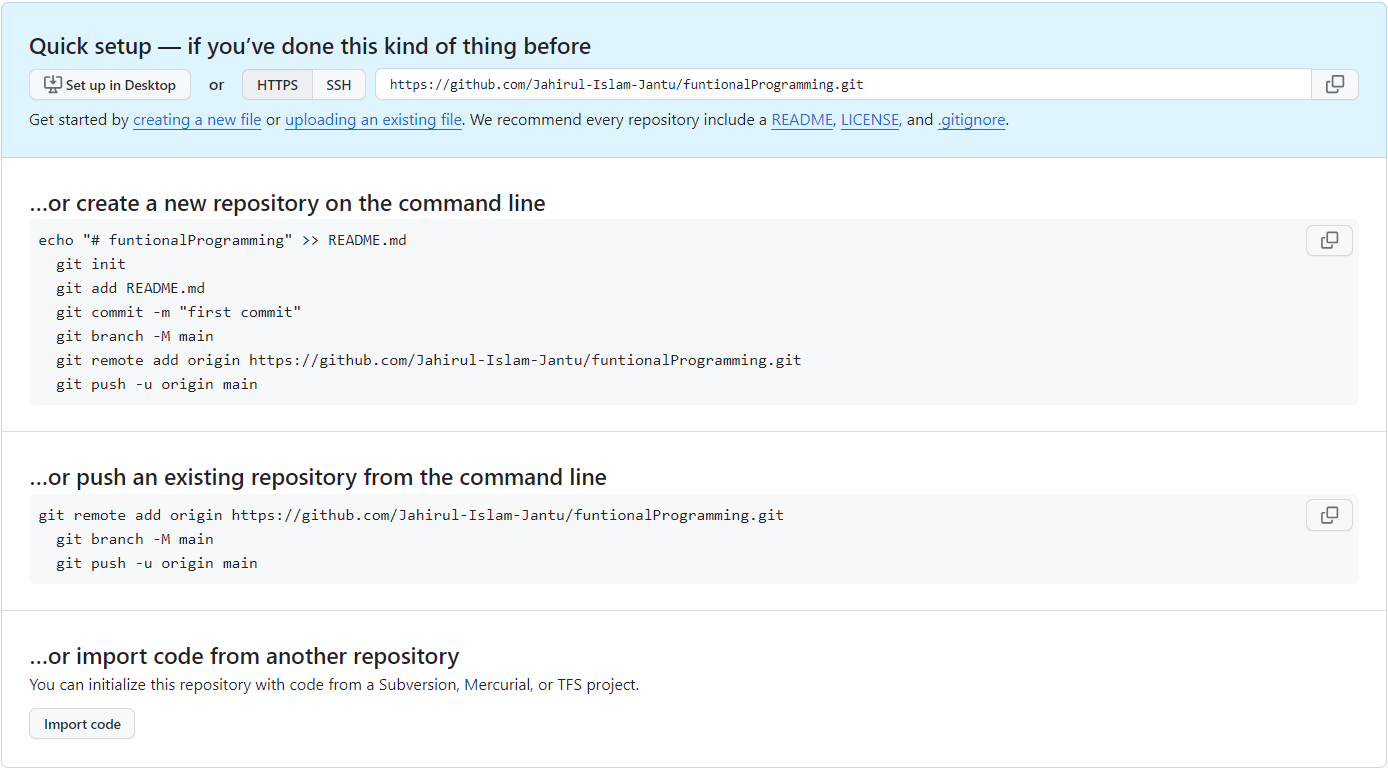 Quick setup — if you’ve done this kind of thing before
Set up in Desktop or HTTPS SSH https://github.com/Jahirul-Islam-Jantu/funtionalProgramming.git
Get started by creating a new file or uploading an existing file. We recommend every repository include a README, LICENSE, and .gitignore.
…or create a new repository on the command line
echo "# funtionalProgramming" >> README.md
git init
git add README.md
git commit -m "first commit"
git branch -M main
git remote add origin https://github.com/Jahirul-Islam-Jantu/funtionalProgramming.git
git push -u origin main
…or push an existing repository from the command line
git remote add origin https://github.com/Jahirul-Islam-Jantu/funtionalProgramming.git
git branch -M main
git push -u origin main
…or import code from another repository
You can initialize this repository with code from a Subversion, Mercurial, or TFS project.
Import code